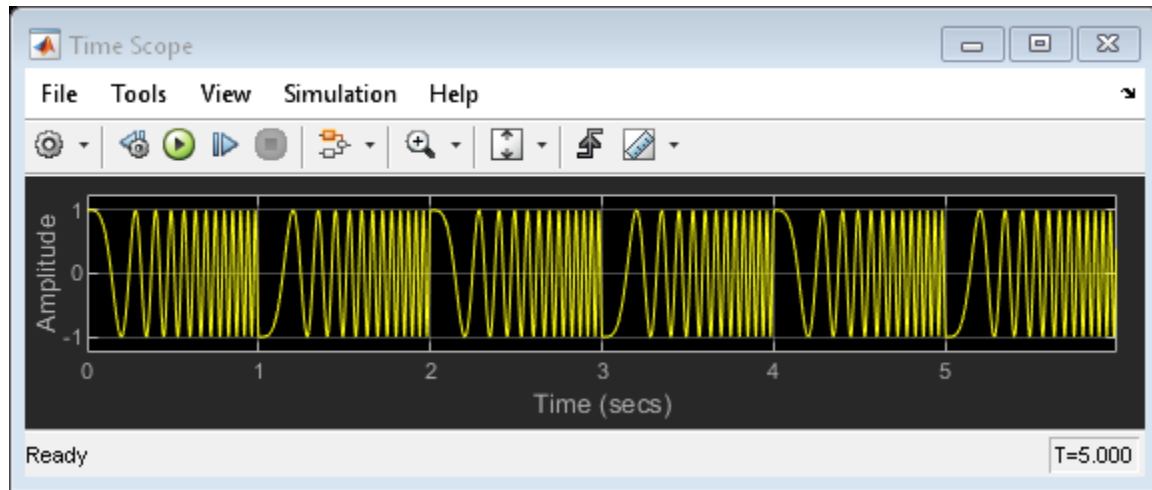 Time Scope
File Tools View Simulation Help
Amplitude
1
0
-1
0 1 2 3 4 5
Time (secs)
Ready T=5.000